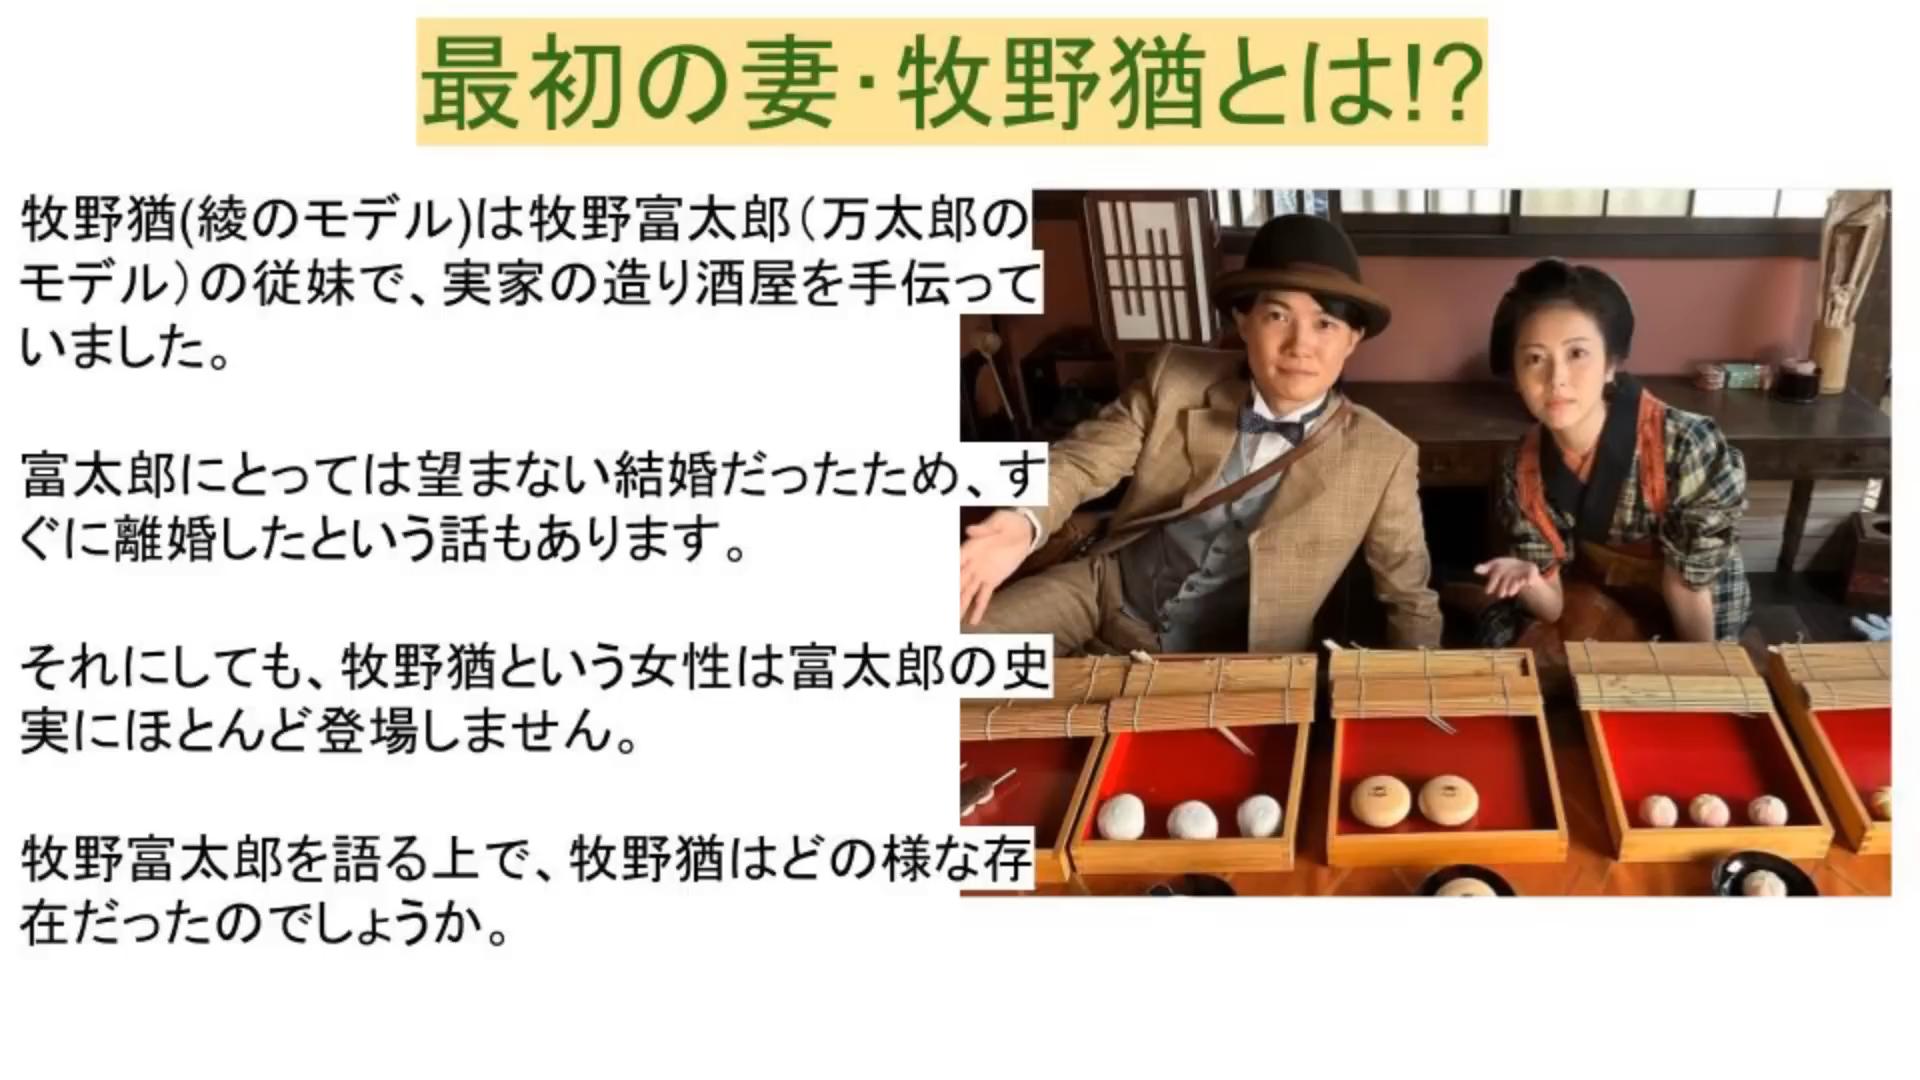 最初の妻･牧野猶とは!?
牧野猶(綾のモデル)は牧野富太郎（万太郎の
モデル）の従妹で、実家の造り酒屋を手伝って
いました。
富太郎にとっては望まない結婚だったため、す
ぐに離婚したという話もあります。
それにしても、牧野猶という女性は富太郎の史
実にほとんど登場しません。
牧野富太郎を語る上で、牧野猶はどの様な存
在だったのでしょうか。